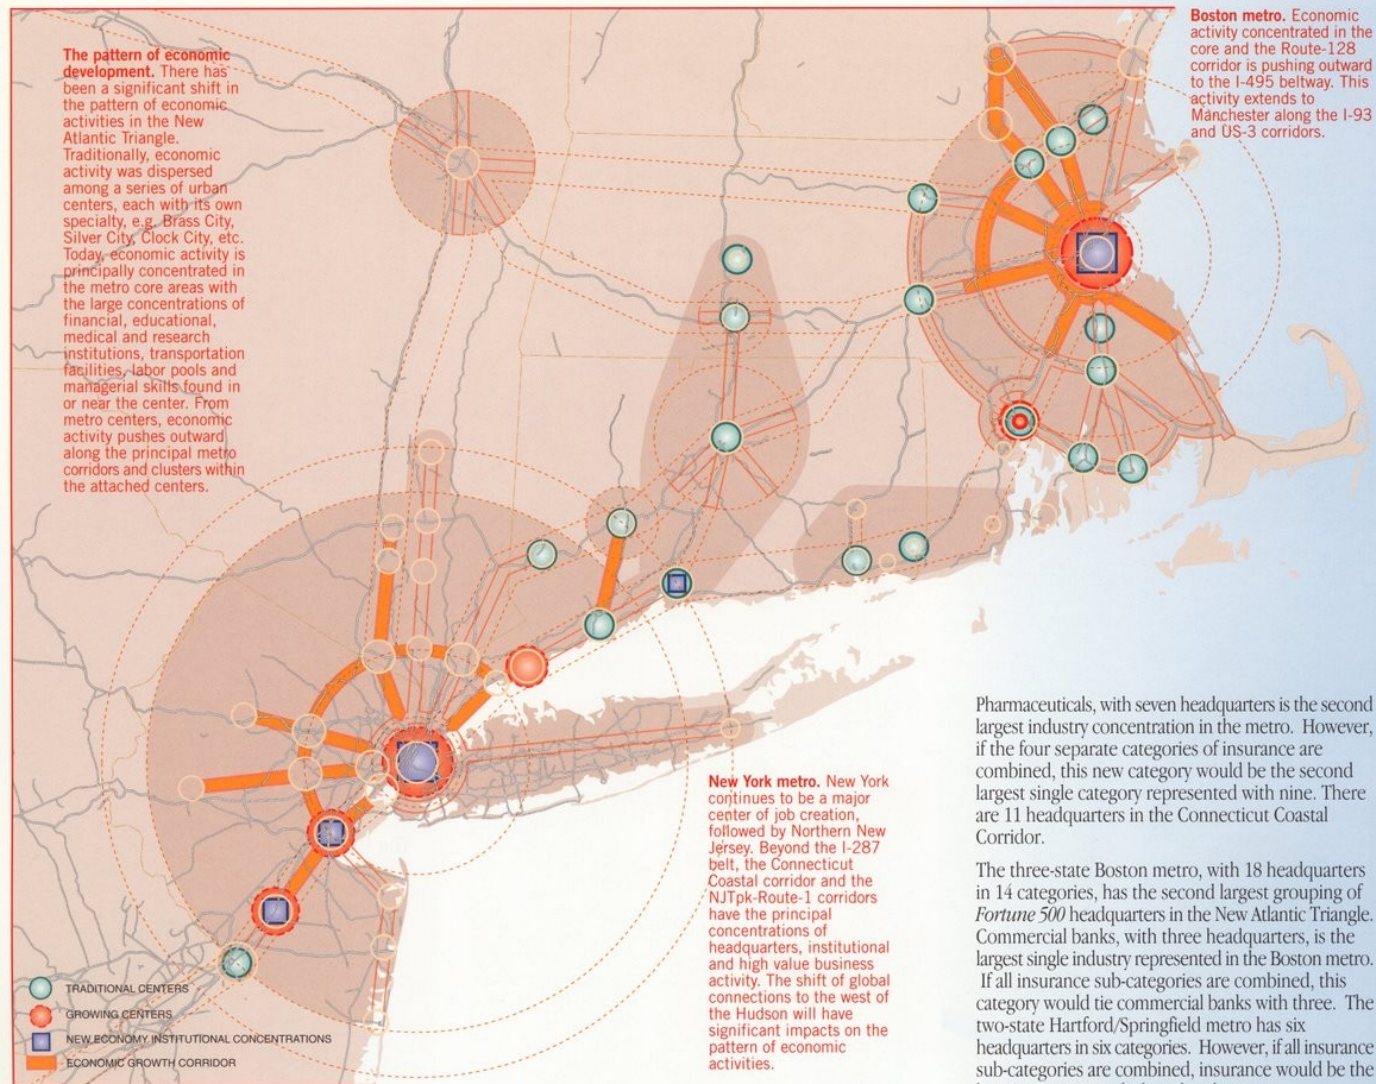 The pattern of economic
development. There has
been a significant shift in
the pattern of economic
activities in the New
Atlantic Triangle.
Traditionally, economic
activity was dispersed
among a series of urban
centers, each with its own
specialty, e.g. Brass City,
Silver City, Clock City, etc.
Today, economic activity is
principally concentrated in
the metro core areas with
the large concentrations of
financial, educational,
medical and research
institutions, transportation
facilities, labor pools and
managerial skills found in
or near the center. From
metro centers, economic
activity pushes outward
along the principal metro
corridors and clusters within
the attached centers.
Boston metro. Economic
activity concentrated in the
core and the Route-128
corridor is pushing outward
to the I-495 beltway. This
activity extends to
Manchester along the I-93
and US-3 corridors.
New York metro. New York
continues to be a major
center of job creation,
followed by Northern New
Jersey. Beyond the I-287
belt, the Connecticut
Coastal corridor and the
NJTpk-Route-1 corridors
have the principal
concentrations of
headquarters, institutional
and high value business
activity. The shift of global
connections to the west of
the Hudson will have
significant impacts on the
pattern of economic
activities.
Pharmaceuticals, with seven headquarters is the second
largest industry concentration in the metro. However,
if the four separate categories of insurance are
combined, this new category would be the second
largest single category represented with nine. There
are 11 headquarters in the Connecticut Coastal
Corridor.
The three-state Boston metro, with 18 headquarters
in 14 categories, has the second largest grouping of
Fortune 500 headquarters in the New Atlantic Triangle.
Commercial banks, with three headquarters, is the
largest single industry represented in the Boston metro.
If all insurance sub-categories are combined, this
category would tie commercial banks with three. The
two-state Hartford/Springfield metro has six
headquarters in six categories. However, if all insurance
sub-categories are combined, insurance would be the
TRADITIONAL CENTERS
GROWING CENTERS
NEW ECONOMY INSTITUTIONAL CONCENTRATIONS
ECONOMIC GROWTH CORRIDOR